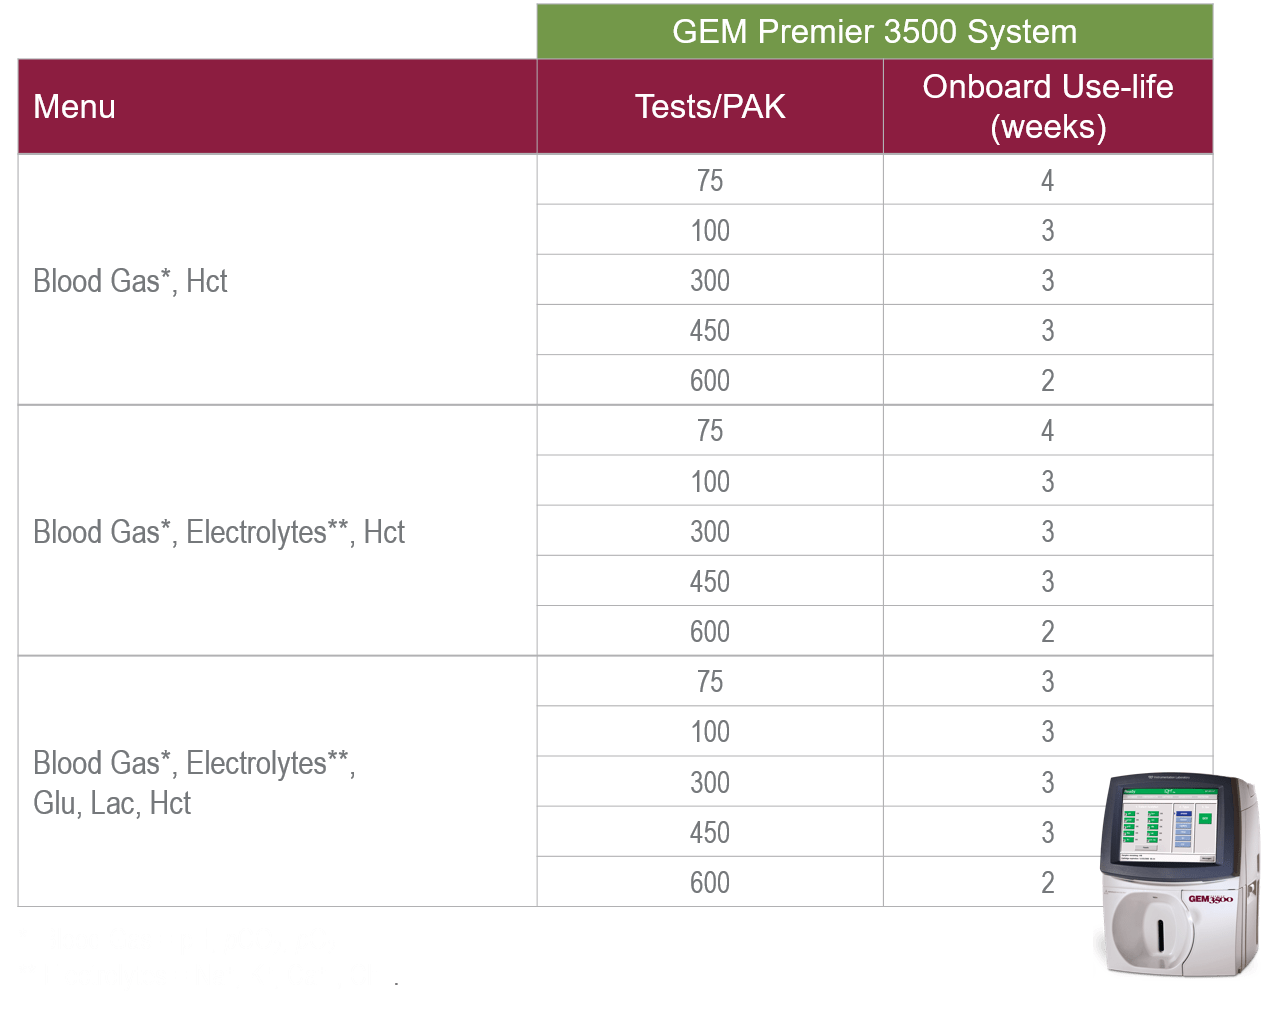 GEM Premier 3500 System
Menu
Tests/PAK
Onboard Use-life
(weeks)
Blood Gas*, Hct
75 4
100 3
300 3
450 3
600 2
Blood Gas*, Electrolytes**, Hct
75 4
100 3
300 3
450 3
600 2
Blood Gas*, Electrolytes**,
Glu, Lac, Hct
75 3
100 3
300 3
450 3
600 2
Ready
GEM 3500
.